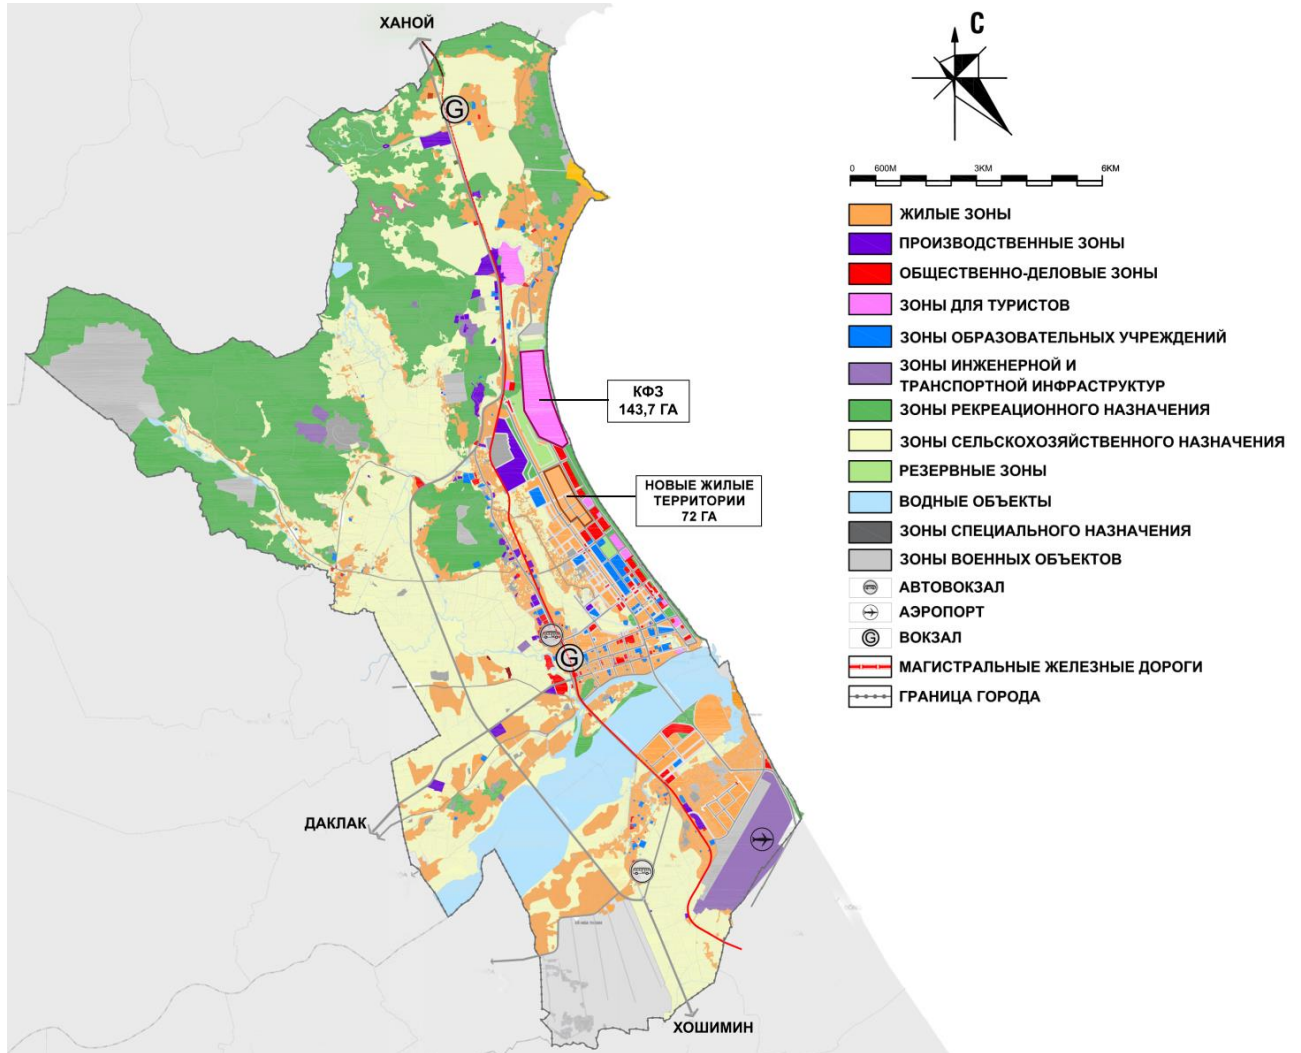 ХАНОЙ
G
С
0 600М 3КМ 6КМ
ЖИЛЫЕ ЗОНЫ
ПРОИЗВОДСТВЕННЫЕ ЗОНЫ
ОБЩЕСТВЕННО-ДЕЛОВЫЕ ЗОНЫ
ЗОНЫ ДЛЯ ТУРИСТОВ
ЗОНЫ ОБРАЗОВАТЕЛЬНЫХ УЧРЕЖДЕНИЙ
ЗОНЫ ИНЖЕНЕРНОЙ И
ТРАНСПОРТНОЙ ИНФРАСТРУКТУР
ЗОНЫ РЕКРЕАЦИОННОГО НАЗНАЧЕНИЯ
ЗОНЫ СЕЛЬСКОХОЗЯЙСТВЕННОГО НАЗНАЧЕНИЯ
РЕЗЕРВНЫЕ ЗОНЫ
ВОДНЫЕ ОБЪЕКТЫ
ЗОНЫ СПЕЦИАЛЬНОГО НАЗНАЧЕНИЯ
ЗОНЫ ВОЕННЫХ ОБЪЕКТОВ
АВТОВОКЗАЛ
АЭРОПОРТ
G ВОКЗАЛ
МАГИСТРАЛЬНЫЕ ЖЕЛЕЗНЫЕ ДОРОГИ
ГРАНИЦА ГОРОДА
КФЗ
143,7 ГА
НОВЫЕ ЖИЛЫЕ
ТЕРРИТОРИИ
72 ГА
G
ДАКЛАК
ХОШИМИН